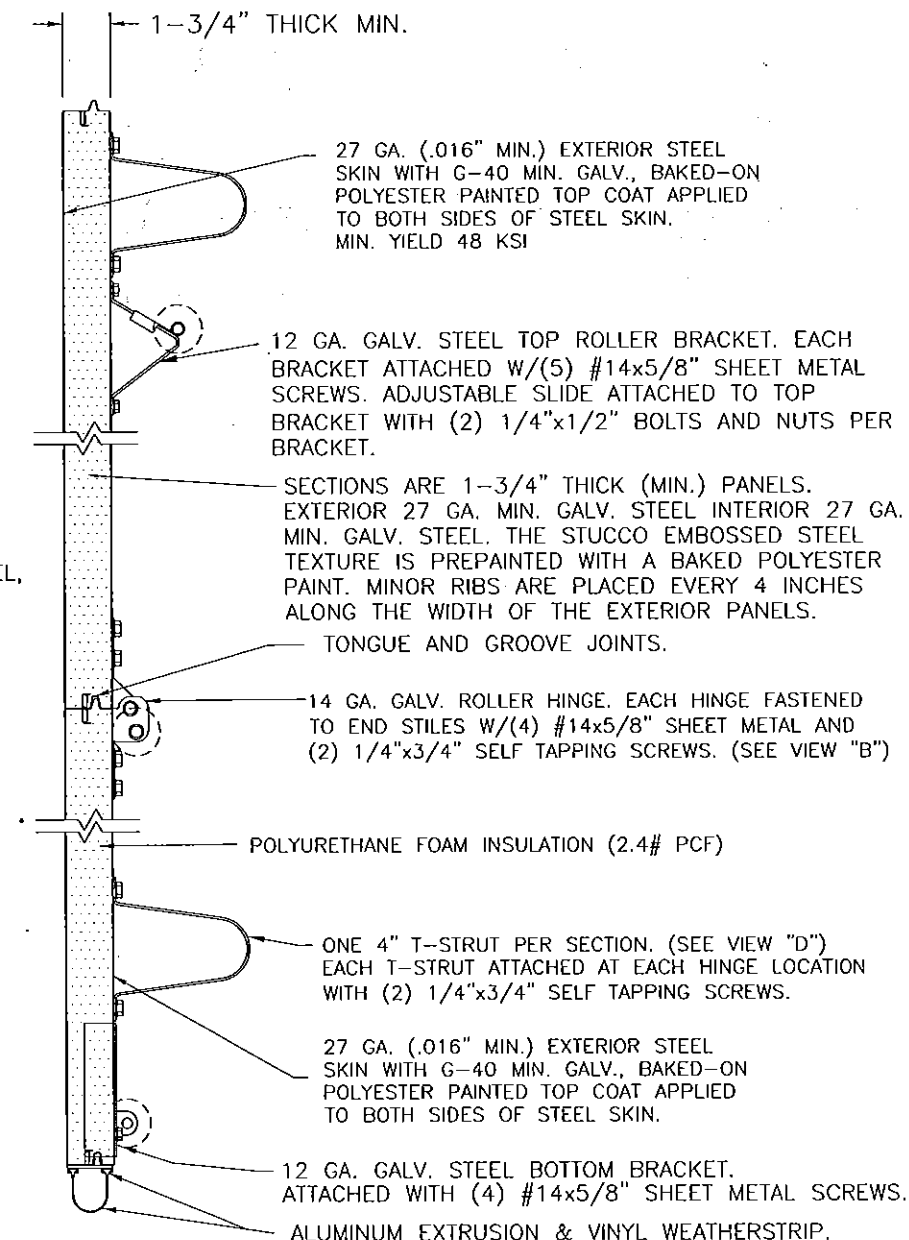 1-3/4" THICK MIN.
27 GA. (.016" MIN.) EXTERIOR STEEL
SKIN WITH G-40 MIN. GALV., BAKED-ON
POLYESTER PAINTED TOP COAT APPLIED
TO BOTH SIDES OF STEEL SKIN.
MIN. YIELD 48 KSI
12 GA. GALV. STEEL TOP ROLLER BRACKET. EACH
BRACKET ATTACHED W/(5) #14x5/8" SHEET METAL
SCREWS. ADJUSTABLE SLIDE ATTACHED TO TOP
BRACKET WITH (2) 1/4"x1/2" BOLTS AND NUTS PER
BRACKET.
SECTIONS ARE 1-3/4" THICK (MIN.) PANELS.
EXTERIOR 27 GA. MIN. GALV. STEEL INTERIOR 27 GA.
MIN. GALV. STEEL. THE STUCCO EMBOSSED STEEL
TEXTURE IS PREPAINTED WITH A BAKED POLYESTER
PAINT. MINOR RIBS ARE PLACED EVERY 4 INCHES
ALONG THE WIDTH OF THE EXTERIOR PANELS.
TONGUE AND GROOVE JOINTS.
14 GA. GALV. ROLLER HINGE. EACH HINGE FASTENED
TO END STILES W/(4) #14x5/8" SHEET METAL AND
(2) 1/4"x3/4" SELF TAPPING SCREWS. (SEE VIEW "B")
POLYURETHANE FOAM INSULATION (2.4# PCF)
ONE 4" T-STRUT PER SECTION. (SEE VIEW "D")
EACH T-STRUT ATTACHED AT EACH HINGE LOCATION
WITH (2) 1/4"x3/4" SELF TAPPING SCREWS.
27 GA. (.016" MIN.) EXTERIOR STEEL
SKIN WITH G-40 MIN. GALV., BAKED-ON
POLYESTER PAINTED TOP COAT APPLIED
TO BOTH SIDES OF STEEL SKIN.
12 GA. GALV. STEEL BOTTOM BRACKET.
ATTACHED WITH (4) #14x5/8" SHEET METAL SCREWS.
ALUMINUM EXTRUSION & VINYL WEATHERSTRIP.